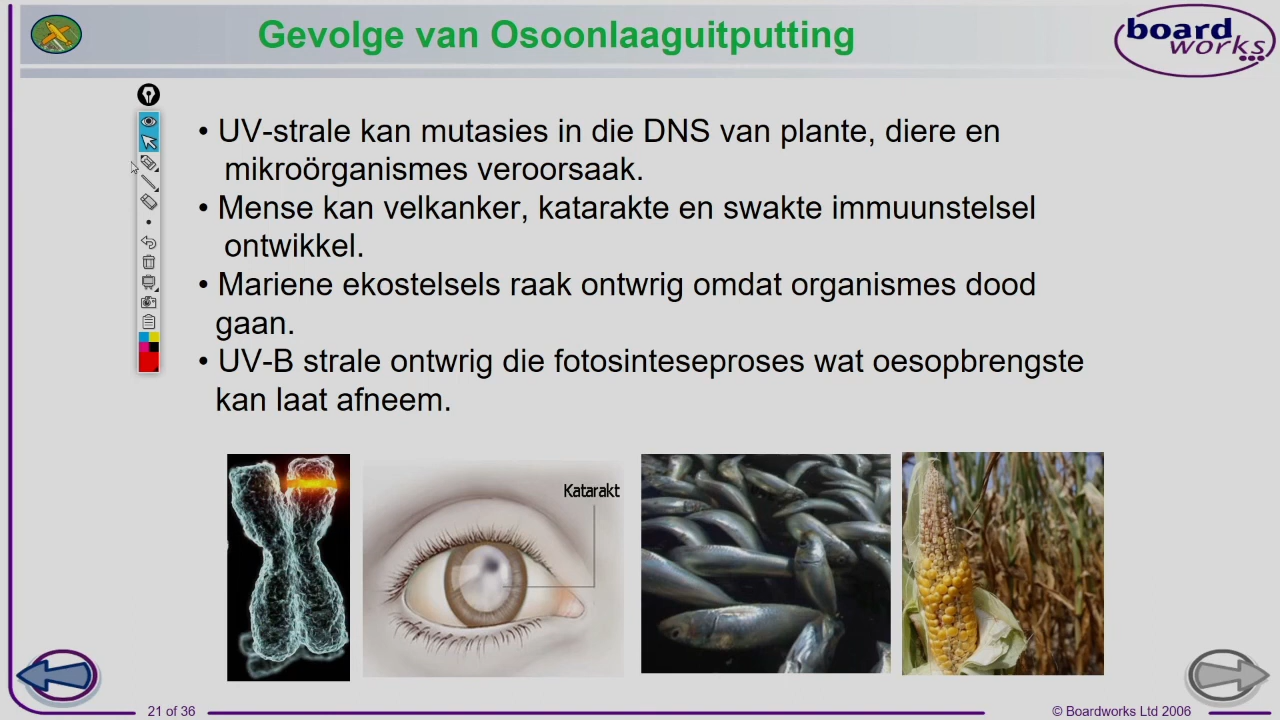 Gevolge van Osoonlaaguitputting
board
works
• UV-strale kan mutasies in die DNS van plante, diere en
mikroörganismes veroorsaak.
• Mense kan velkanker, katarakte en swakte immuunstelsel
ontwikkel.
• Mariene ekostelsels raak ontwrig omdat organismes dood
gaan.
• UV-B strale ontwrig die fotosinteseproses wat oesopbrengste
kan laat afneem.
Katarakt
21 of 36
© Boardworks Ltd 2006